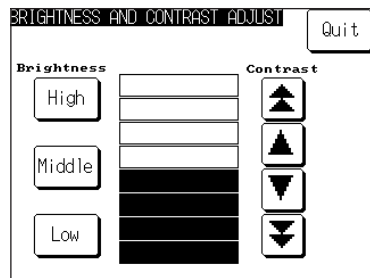 BRIGHTNESS AND CONTRAST ADJUST
Quit
Brightness
Contrast
High
Middle
Low